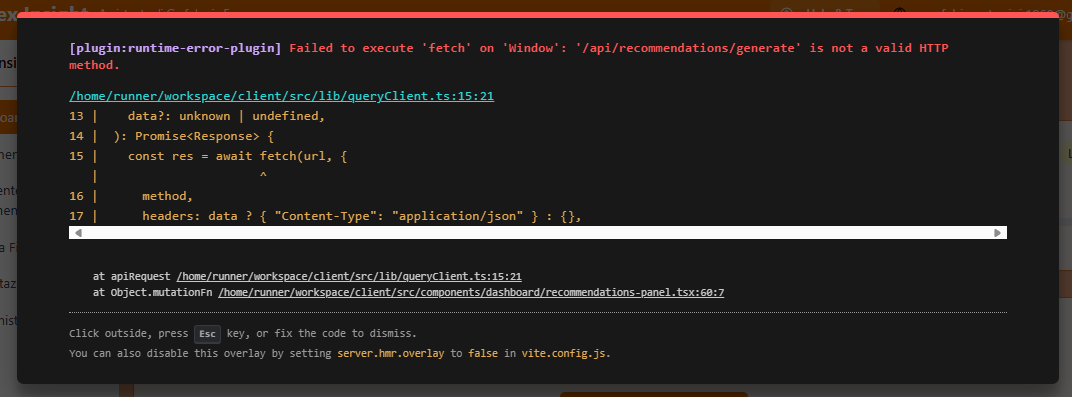 [plugin:runtime-error-plugin] Failed to execute 'fetch' on 'Window': '/api/recommendations/generate' is not a valid HTTP
method.
/home/runner/workspace/client/src/lib/queryClient.ts:15:21
13 |    data?: unknown | undefined,
14 |  ): Promise<Response> {
15 |    const res = await fetch(url, {
   |                      ^
16 |      method,
17 |      headers: data ? { "Content-Type": "application/json" } : {},
at apiRequest /home/runner/workspace/client/src/lib/queryClient.ts:15:21
at Object.mutationFn /home/runner/workspace/client/src/components/dashboard/recommendations-panel.tsx:60:7
Click outside, press Esc key, or fix the code to dismiss.
You can also disable this overlay by setting server.hmr.overlay to false in vite.config.js.